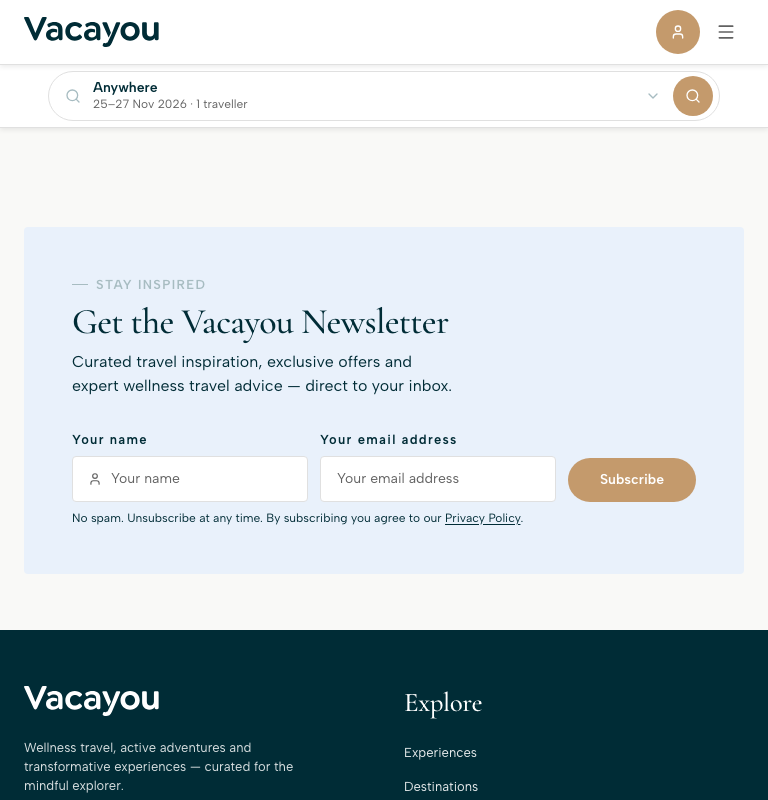 Vacayou
Anywhere
25–27 Nov 2026 · 1 traveller
STAY INSPIRED
Get the Vacayou Newsletter
Curated travel inspiration, exclusive offers and
expert wellness travel advice — direct to your inbox.
Your name
Your email address
Your name
Your email address
Subscribe
No spam. Unsubscribe at any time. By subscribing you agree to our Privacy Policy.
Vacayou
Wellness travel, active adventures and
transformative experiences — curated for the
mindful explorer.
Explore
Experiences
Destinations